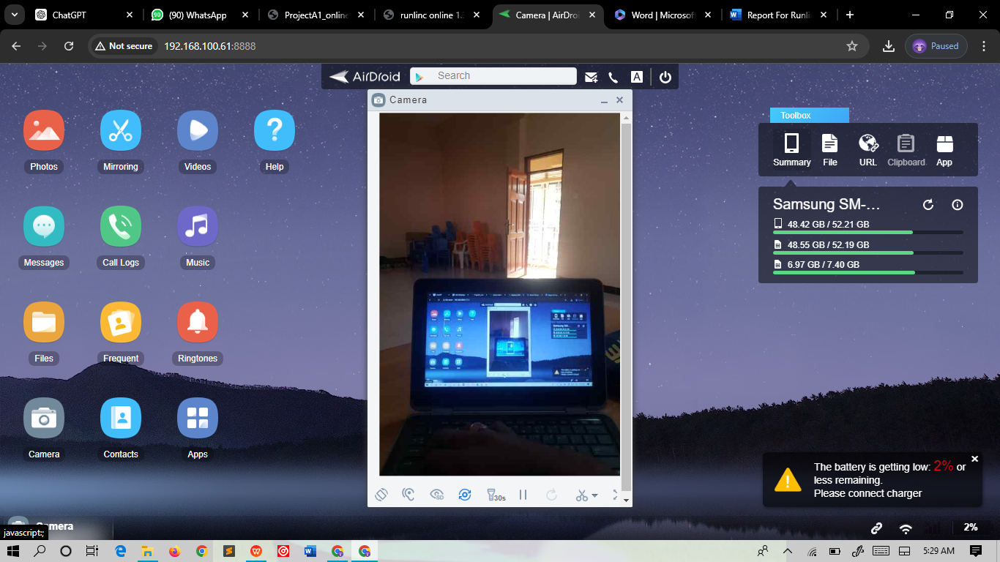 ChatGPT
(90) WhatsApp
ProjectA1_online
runlinc online 1.
Camera | AirDroi
Word | Microsof
Report For Runli
Not secure
192.168.100.61:8888
Paused
AirDroid
Search
A
Camera
Photos
Mirroring
Videos
Help
Messages
Call Logs
Music
Files
Frequent
Ringtones
Camera
Contacts
Apps
Toolbox
Summary
File
URL
Clipboard
App
Samsung SM-...
48.42 GB / 52.21 GB
48.55 GB / 52.19 GB
6.97 GB / 7.40 GB
SD
30s
The battery is getting low: 2% or
less remaining.
Please connect charger
Camera
javascript:;
2%
5:29 AM